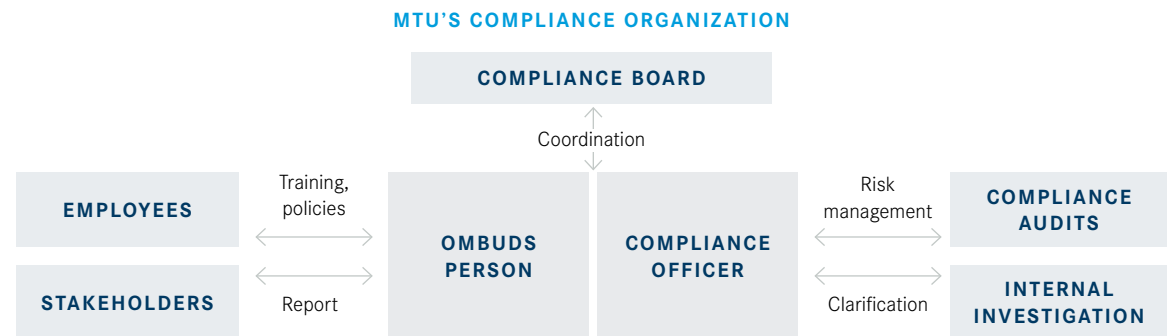 MTU'S COMPLIANCE ORGANIZATION
COMPLIANCE BOARD
Coordination
EMPLOYEES
Training,
policies
STAKEHOLDERS
Report
OMBUDS
PERSON
COMPLIANCE
OFFICER
Risk
management
COMPLIANCE
AUDITS
Clarification
INTERNAL
INVESTIGATION